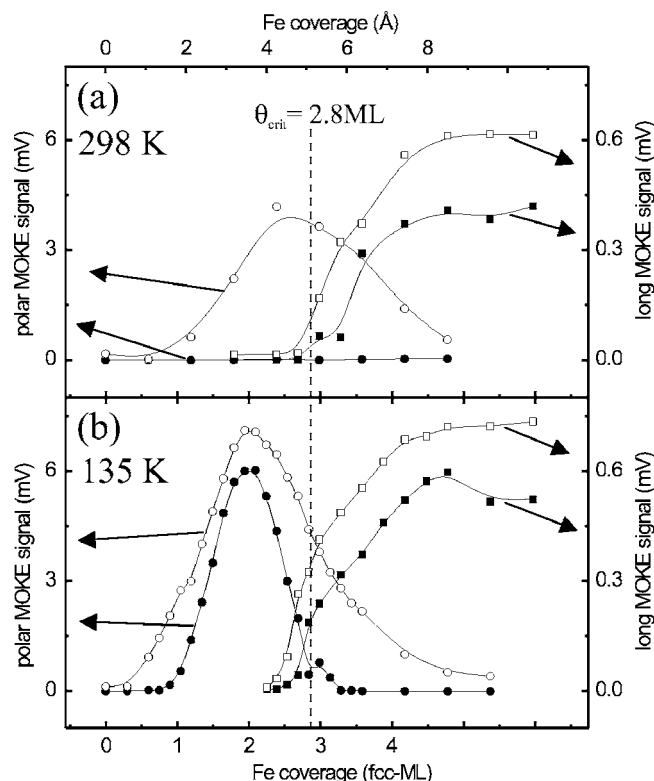 Fe coverage (Å)
0 2 4 6 8
(a)
298 K
θcrit= 2.8ML
polar MOKE signal (mV)
6
3
0
long MOKE signal (mV)
0.6
0.3
0.0
(b)
135 K
polar MOKE signal (mV)
6
3
0
long MOKE signal (mV)
0.6
0.3
0.0
0 1 2 3 4
Fe coverage (fcc-ML)